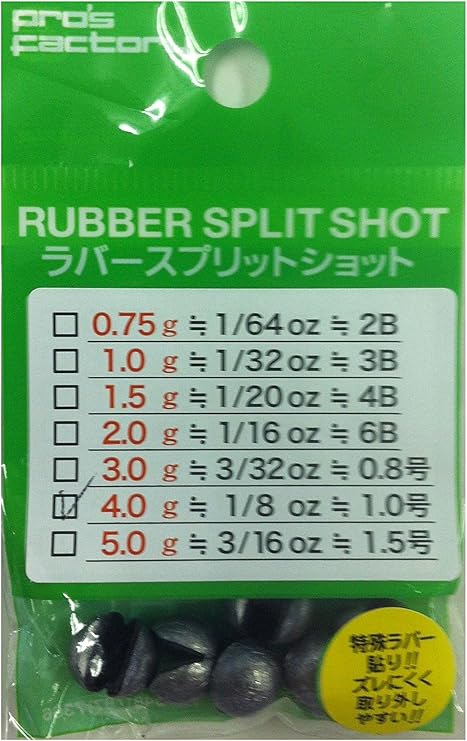 pro's
factory
RUBBER SPLIT SHOT
ラバースプリットショット
0.75 g ≒ 1/64 oz ≒ 2B
1.0 g ≒ 1/32 oz ≒ 3B
1.5 g ≒ 1/20 oz ≒ 4B
2.0 g ≒ 1/16 oz ≒ 6B
3.0 g ≒ 3/32 oz ≒ 0.8号
4.0 g ≒ 1/8 oz ≒ 1.0号
5.0 g ≒ 3/16 oz ≒ 1.5号
特殊ラバー
貼り!!
ズレにくく
取り外し
やすい!!